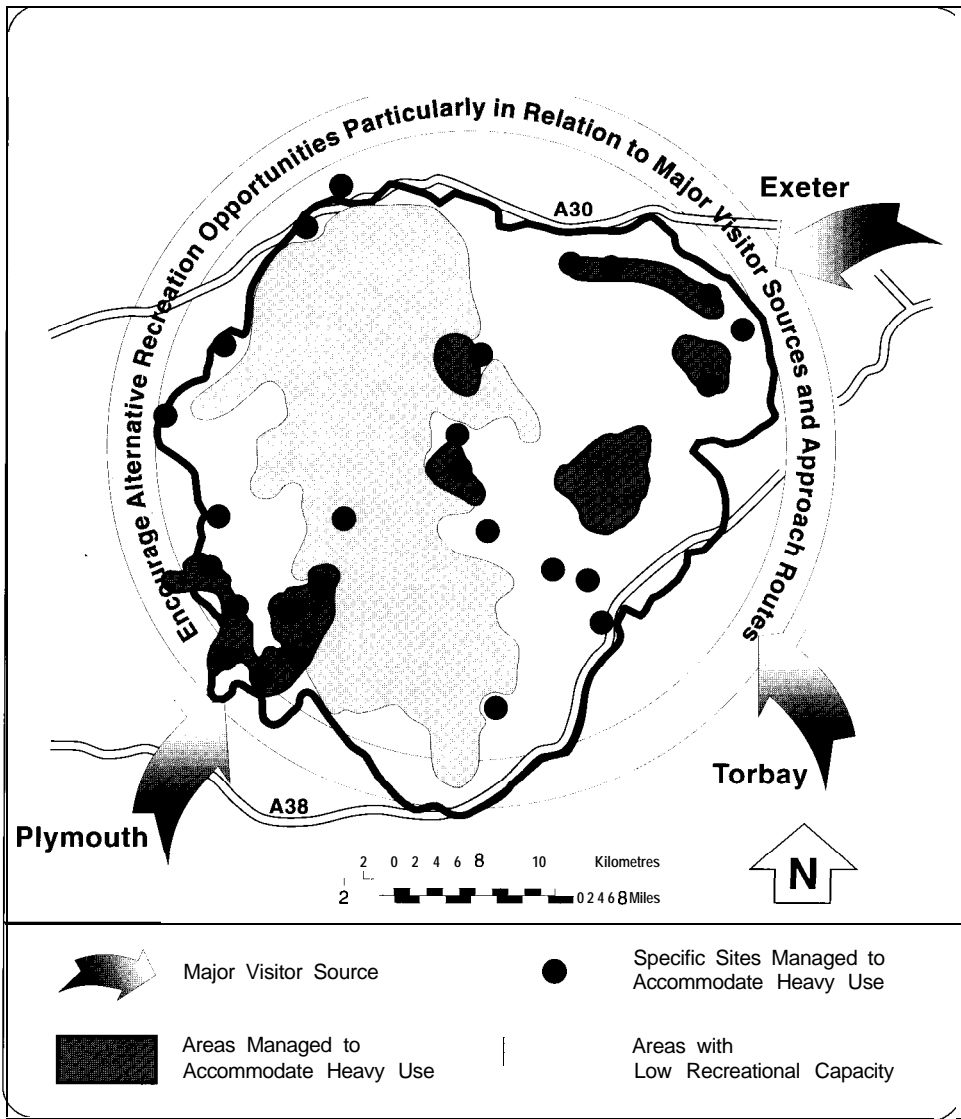 Encourage Alternative Recreation Opportunities Particularly in Relation to Major Visitor Sources and Approach Routes
Exeter
A30
Torbay
A38
Plymouth
2 0 2 4 6 8 10 Kilometres
2 0 2 4 6 8 Miles
N
Major Visitor Source
Specific Sites Managed to
Accommodate Heavy Use
Areas Managed to
Accommodate Heavy Use
Areas with
Low Recreational Capacity